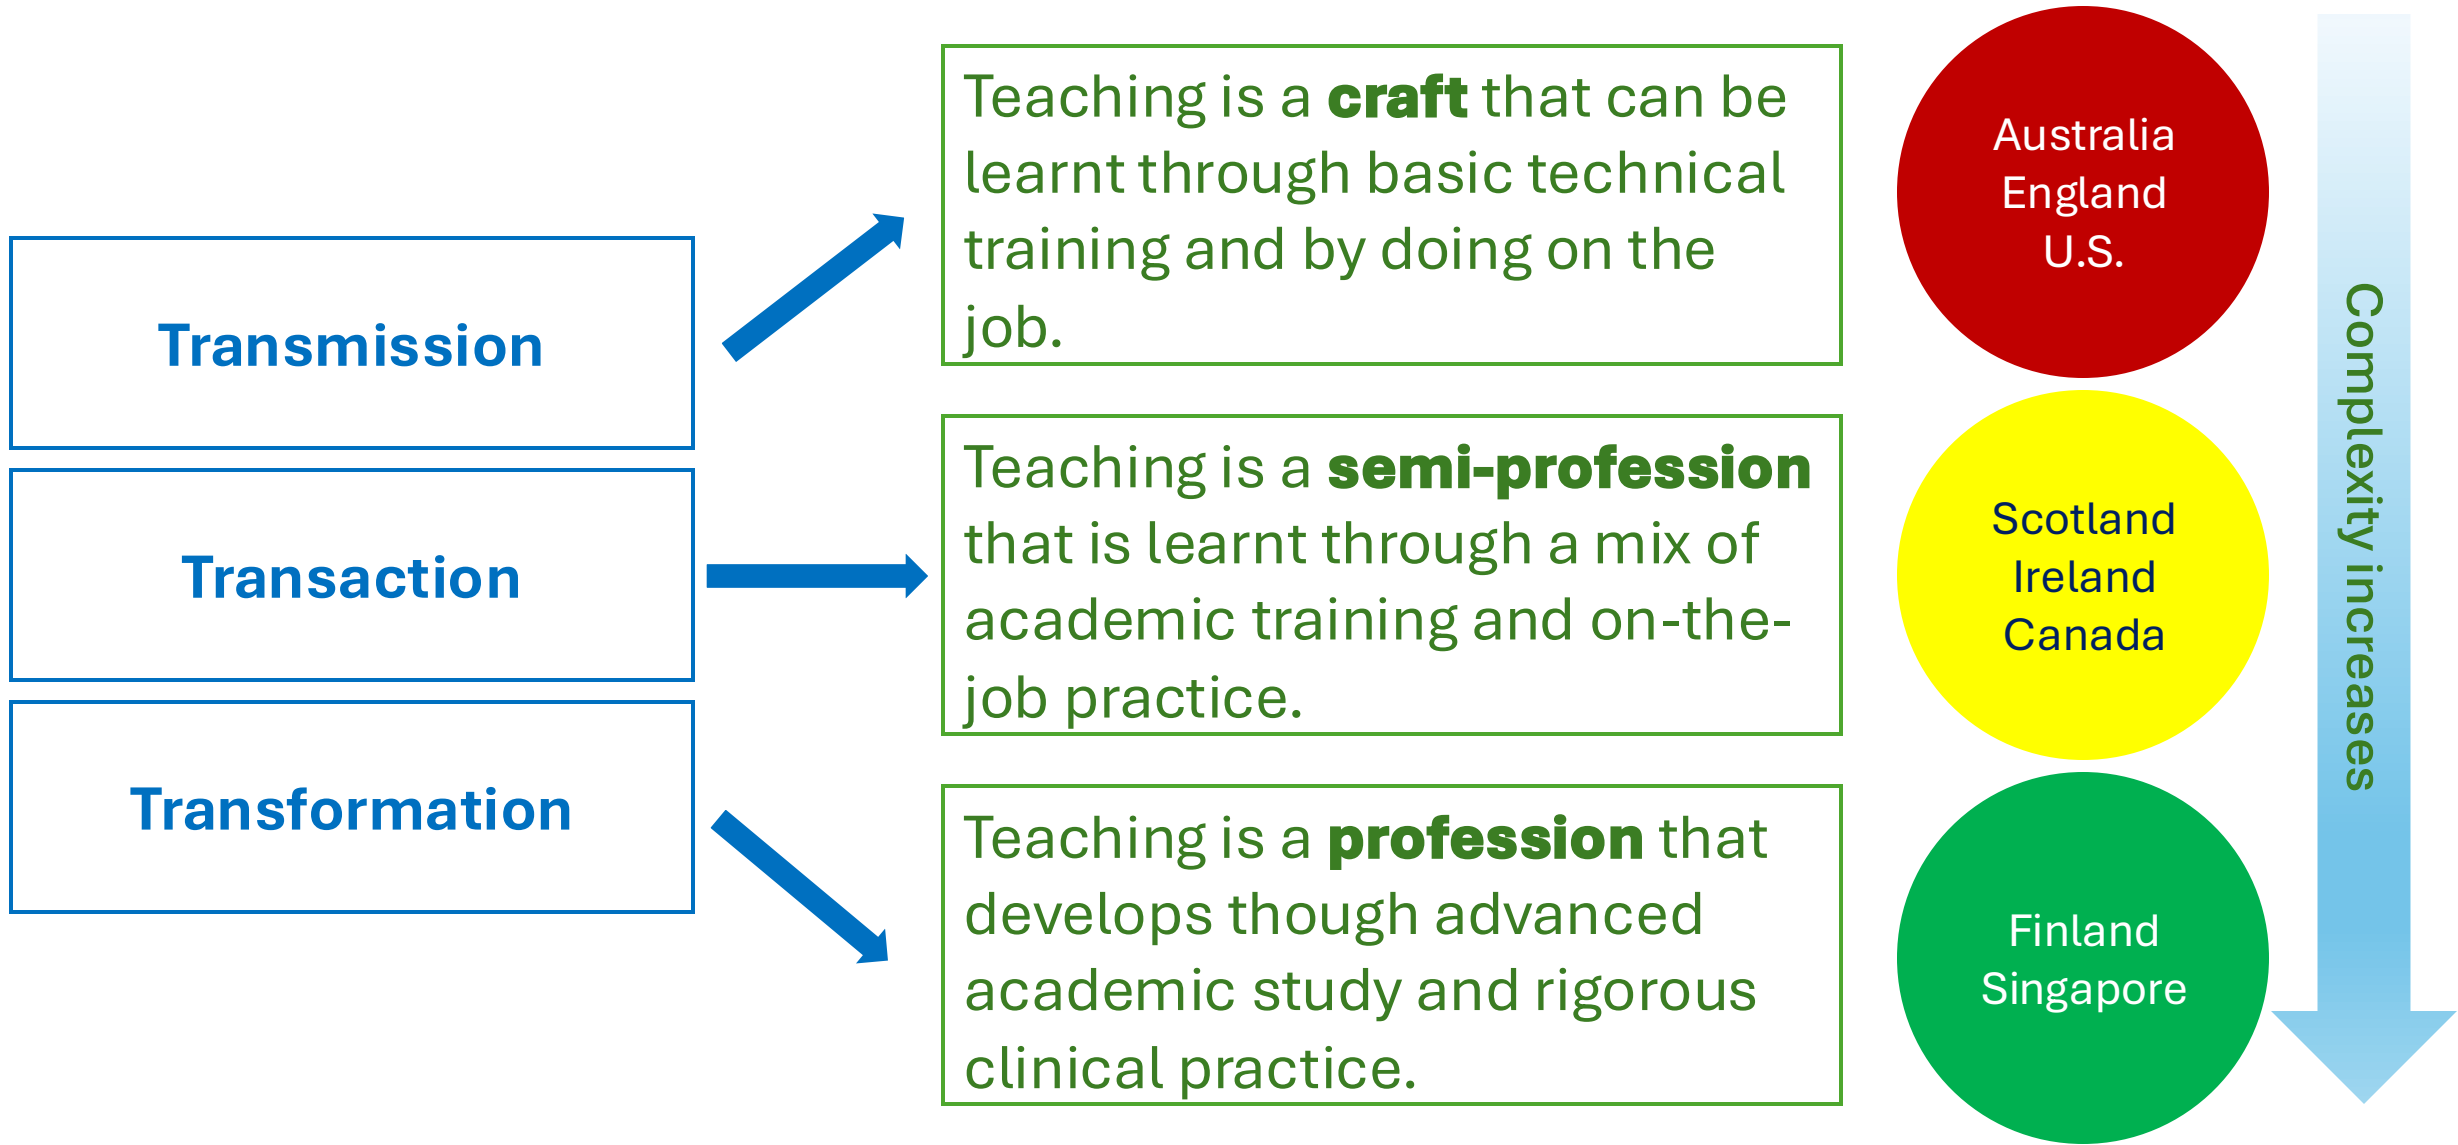 Transmission
Transaction
Transformation
Teaching is a craft that can be
learnt through basic technical
training and by doing on the
job.
Teaching is a semi-profession
that is learnt through a mix of
academic training and on-the-
job practice.
Teaching is a profession that
develops though advanced
academic study and rigorous
clinical practice.
Australia
England
U.S.
Scotland
Ireland
Canada
Finland
Singapore
Complexity increases